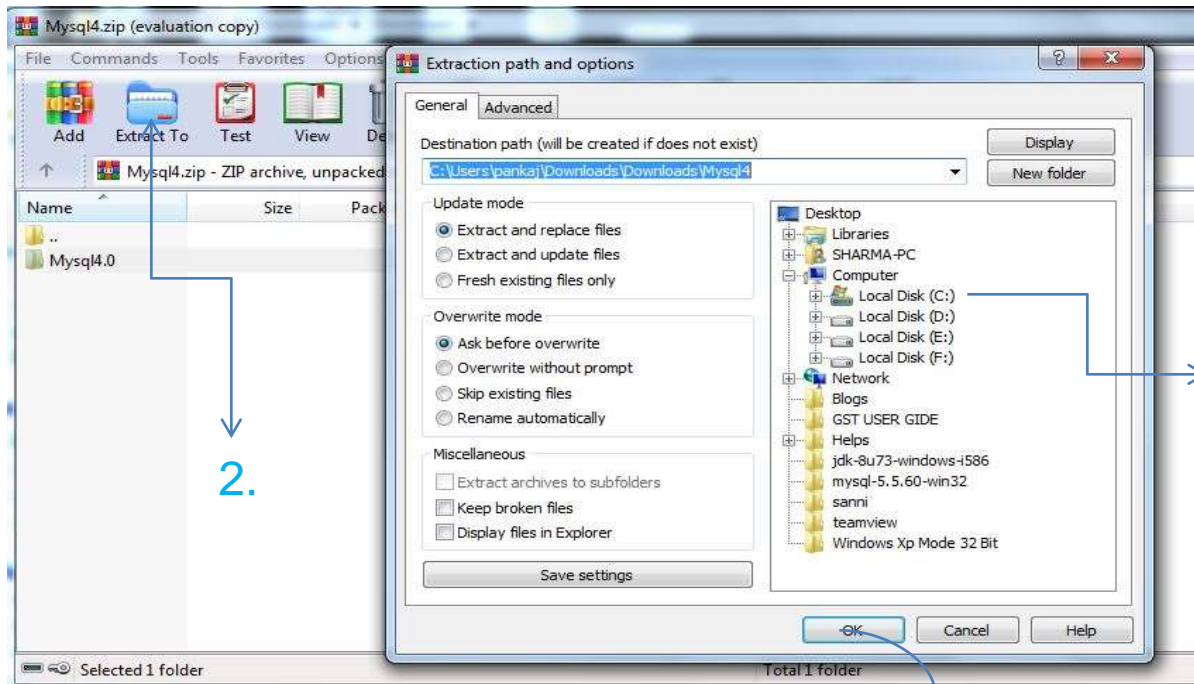 Mysql4.zip (evaluation copy)
File Commands Tools Favorites Options
Add Extract To Test View De
Mysql4.zip - ZIP archive, unpacked
Name Size Pack
..
Mysql4.0
2.
Selected 1 folder
Total 1 folder
Extraction path and options
General Advanced
Destination path (will be created if does not exist)
Display
C:\Users\pankaj\Downloads\Downloads\Mysql4
New folder
Update mode
Extract and replace files
Extract and update files
Fresh existing files only
Overwrite mode
Ask before overwrite
Overwrite without prompt
Skip existing files
Rename automatically
Miscellaneous
Extract archives to subfolders
Keep broken files
Display files in Explorer
Save settings
Desktop
Libraries
SHARMA-PC
Computer
Local Disk (C:)
Local Disk (D:)
Local Disk (E:)
Local Disk (F:)
Network
Blogs
GST USER GIDE
Helps
jdk-8u73-windows-i586
mysql-5.5.60-win32
sanni
teamview
Windows Xp Mode 32 Bit
OK Cancel Help